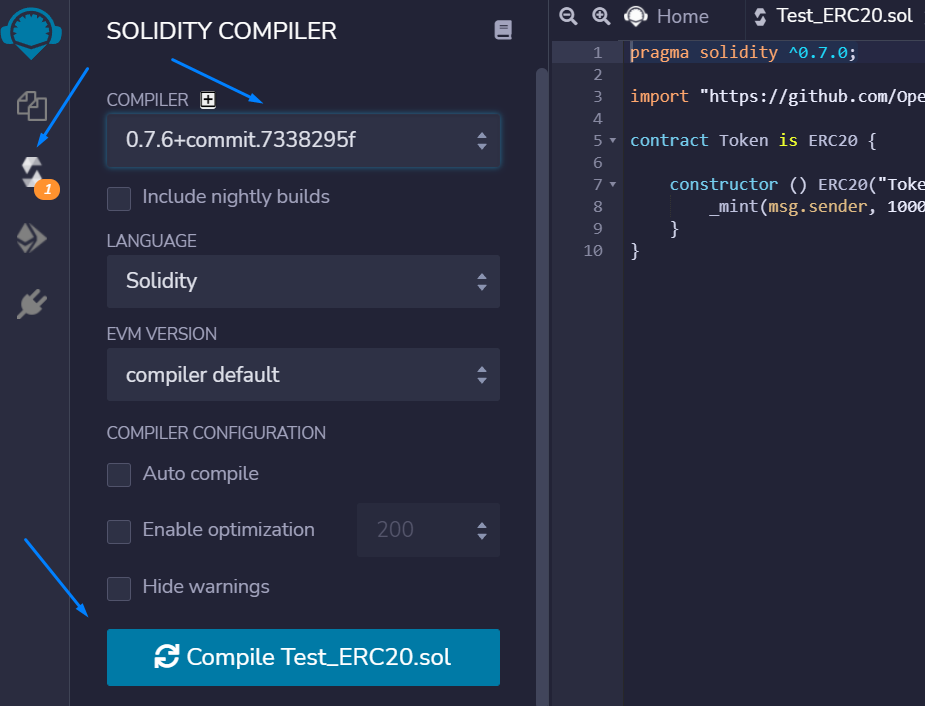 SOLIDITY COMPILER
COMPILER
0.7.6+commit.7338295f
Include nightly builds
LANGUAGE
Solidity
EVM VERSION
compiler default
COMPILER CONFIGURATION
Auto compile
Enable optimization
200
Hide warnings
Compile Test_ERC20.sol
1
Home
Test_ERC20.sol
1 pragma solidity ^0.7.0;
2
3 import "https://github.com/Ope
4
5 contract Token is ERC20 {
6
7 constructor () ERC20("Toke
8 _mint(msg.sender, 1000
9 }
10 }